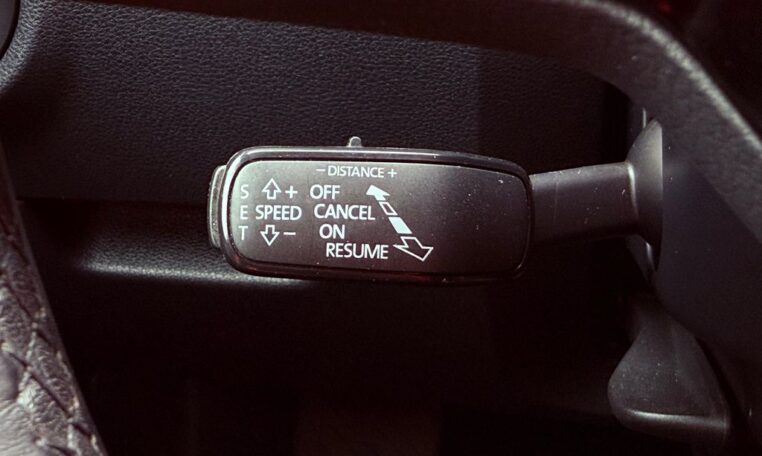 − DISTANCE +
S + OFF
E SPEED CANCEL
T − ON
RESUME